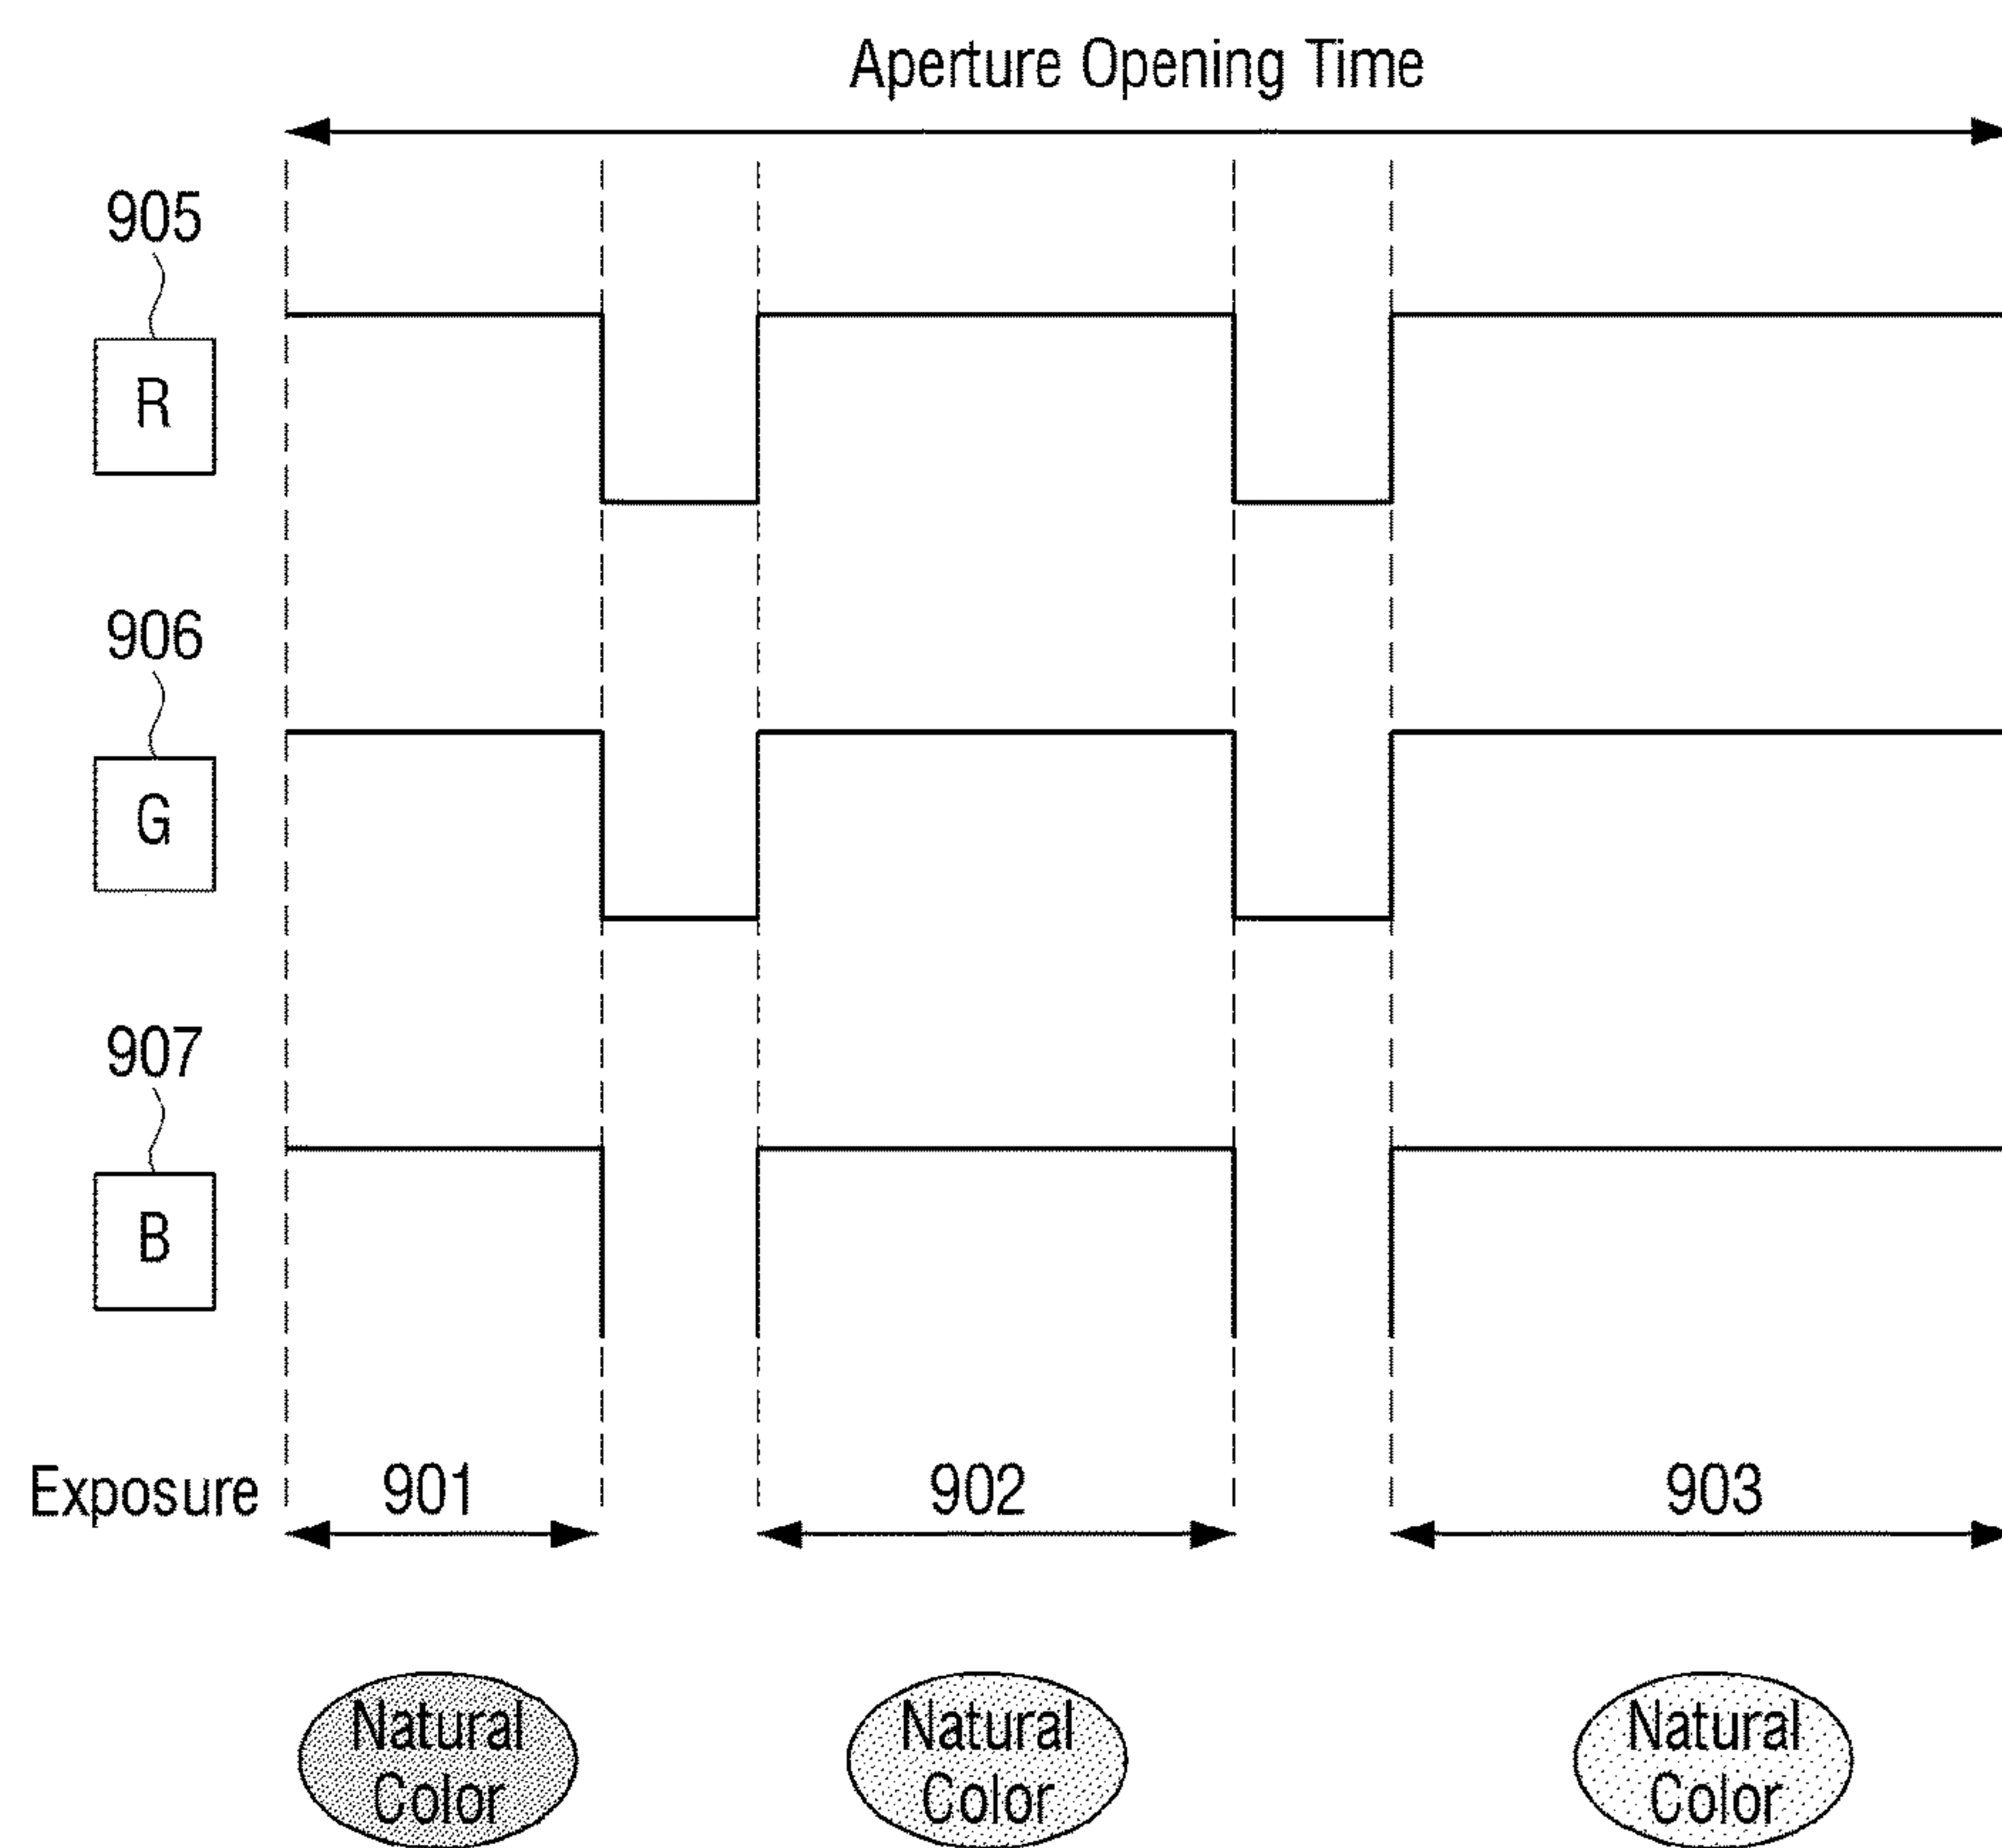 Aperture Opening Time
905
R
906
G
907
B
Exposure 901 902 903
Natural Natural Natural
Color Color Color